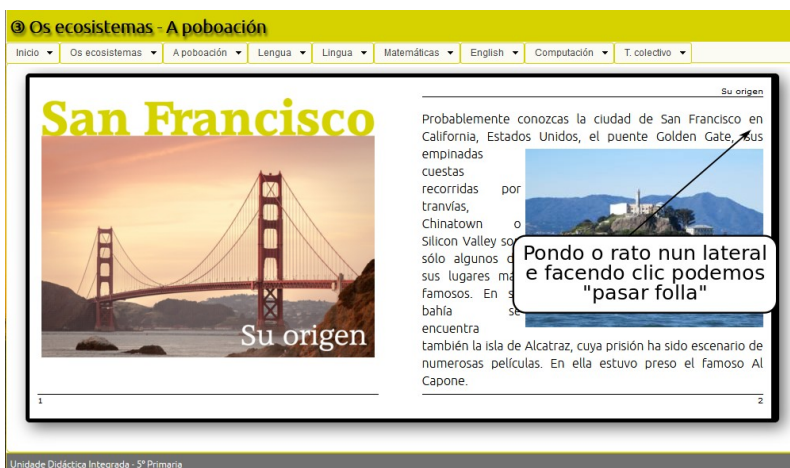 ③ Os ecosistemas - A poboación
Inicio Os ecosistemas A poboación Lengua Lingua Matemáticas English Computación T. colectivo
San Francisco
Su origen
1
Su origen
Probablemente conozcas la ciudad de San Francisco en
California, Estados Unidos, el puente Golden Gate, sus
empinadas
cuestas
recorridas por
tranvías,
Chinatown o
Silicon Valley
sólo algunos
sus lugares
famosos. En
bahía se
encuentra
también la isla de Alcatraz, cuya prisión ha sido escenario de
numerosas películas. En ella estuvo preso el famoso Al
Capone.
2
Pondo o rato nun lateral
e facendo clic podemos
"pasar folla"
Unidade Didáctica Integrada - 5º Primaria